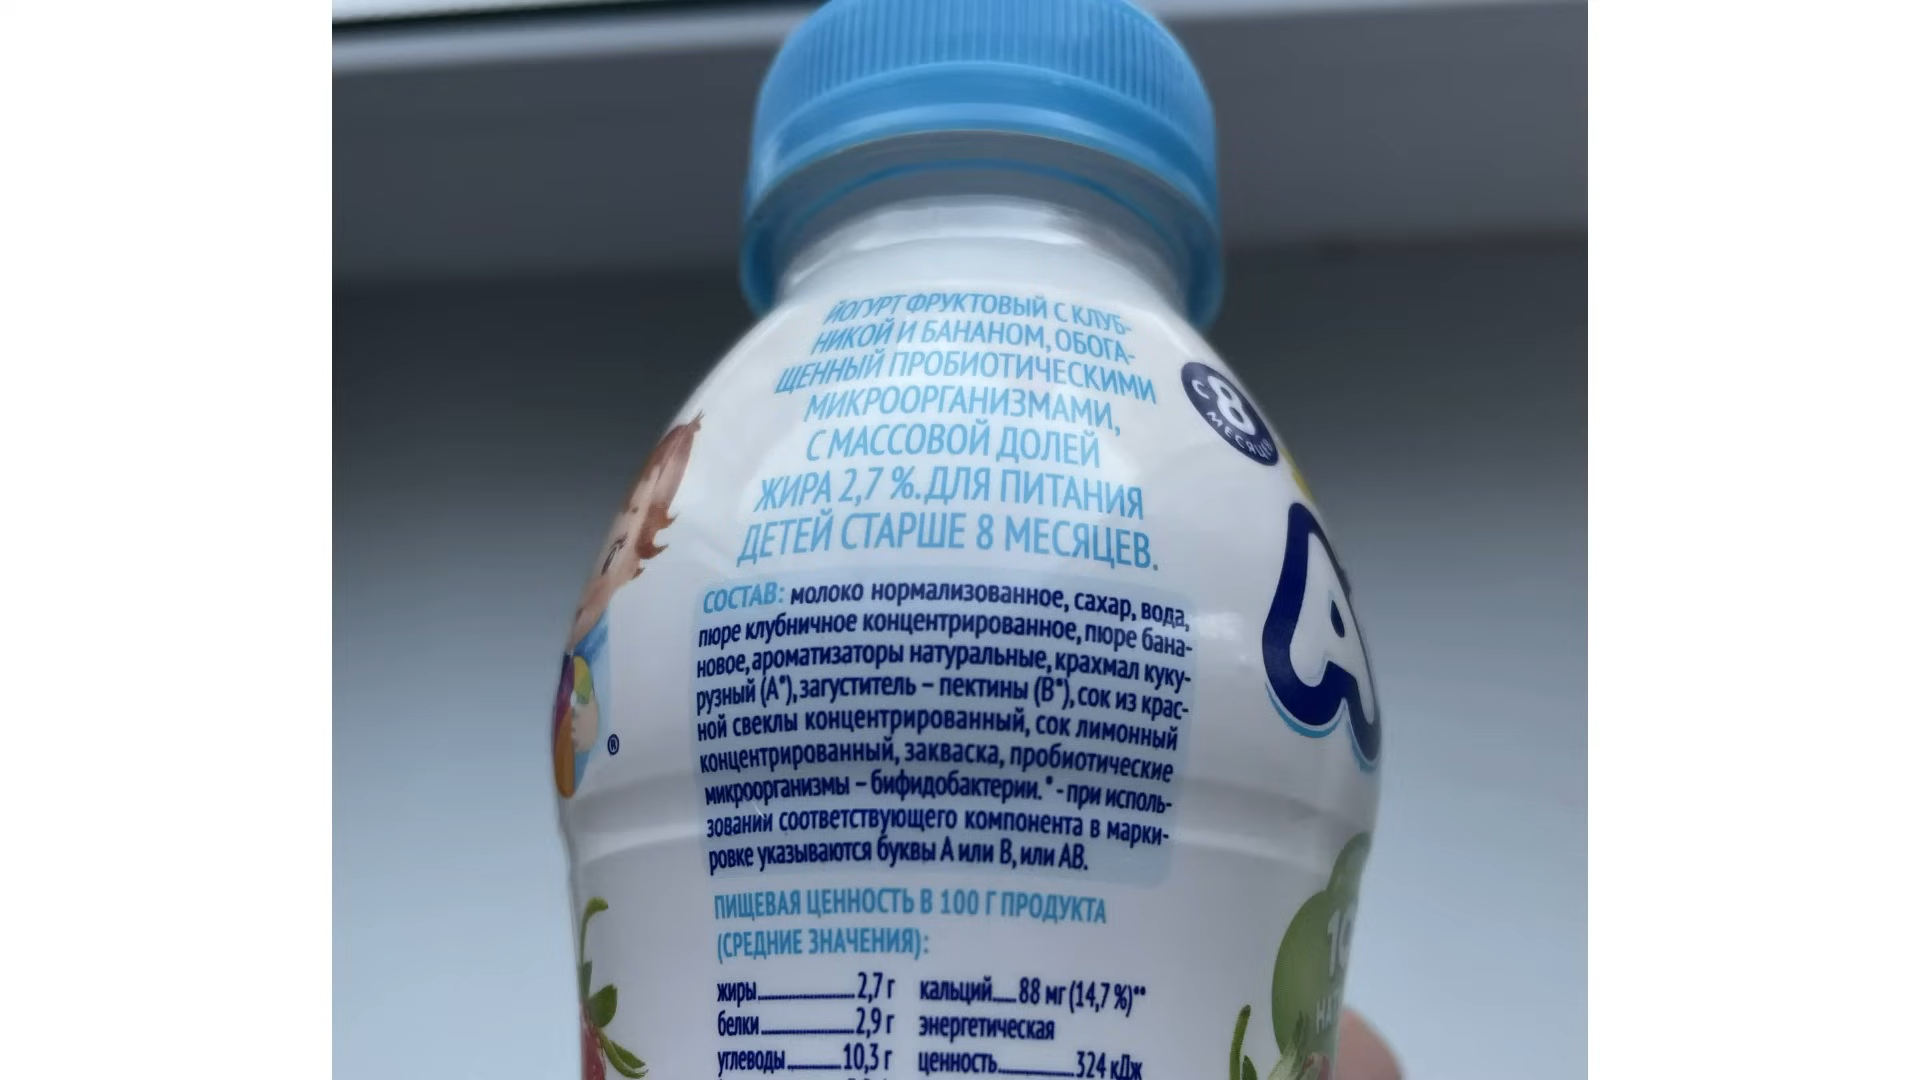 ЙОГУРТ ФРУКТОВЫЙ С КЛУБ-
НИКОЙ И БАНАНОМ, ОБОГА-
ЩЕННЫЙ ПРОБИОТИЧЕСКИМИ
МИКРООРГАНИЗМАМИ,
С МАССОВОЙ ДОЛЕЙ
ЖИРА 2,7 %. ДЛЯ ПИТАНИЯ
ДЕТЕЙ СТАРШЕ 8 МЕСЯЦЕВ.
С 8 МЕСЯЦЕВ
А
СОСТАВ: молоко нормализованное, сахар, вода,
пюре клубничное концентрированное, пюре бана-
новое, ароматизаторы натуральные, крахмал куку-
рузный (А*), загуститель – пектины (В*), сок из крас-
ной свеклы концентрированный, сок лимонный
концентрированный, закваска, пробиотические
микроорганизмы – бифидобактерии. * - при исполь-
зовании соответствующего компонента в марки-
ровке указываются буквы А или В, или АВ.
®
ПИЩЕВАЯ ЦЕННОСТЬ В 100 Г ПРОДУКТА
(СРЕДНИЕ ЗНАЧЕНИЯ):
жиры 2,7 г кальций 88 мг (14,7 %)**
белки 2,9 г энергетическая
углеводы 10,3 г ценность 324 кДж